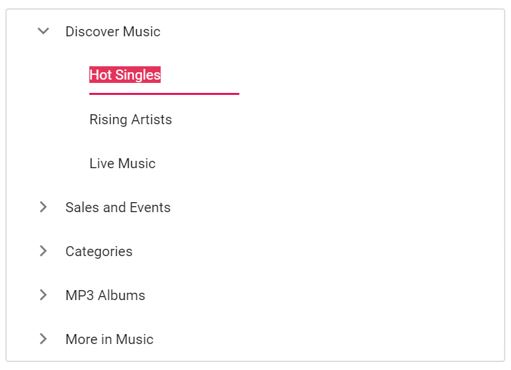 Discover Music
Hot Singles
Rising Artists
Live Music
Sales and Events
Categories
MP3 Albums
More in Music